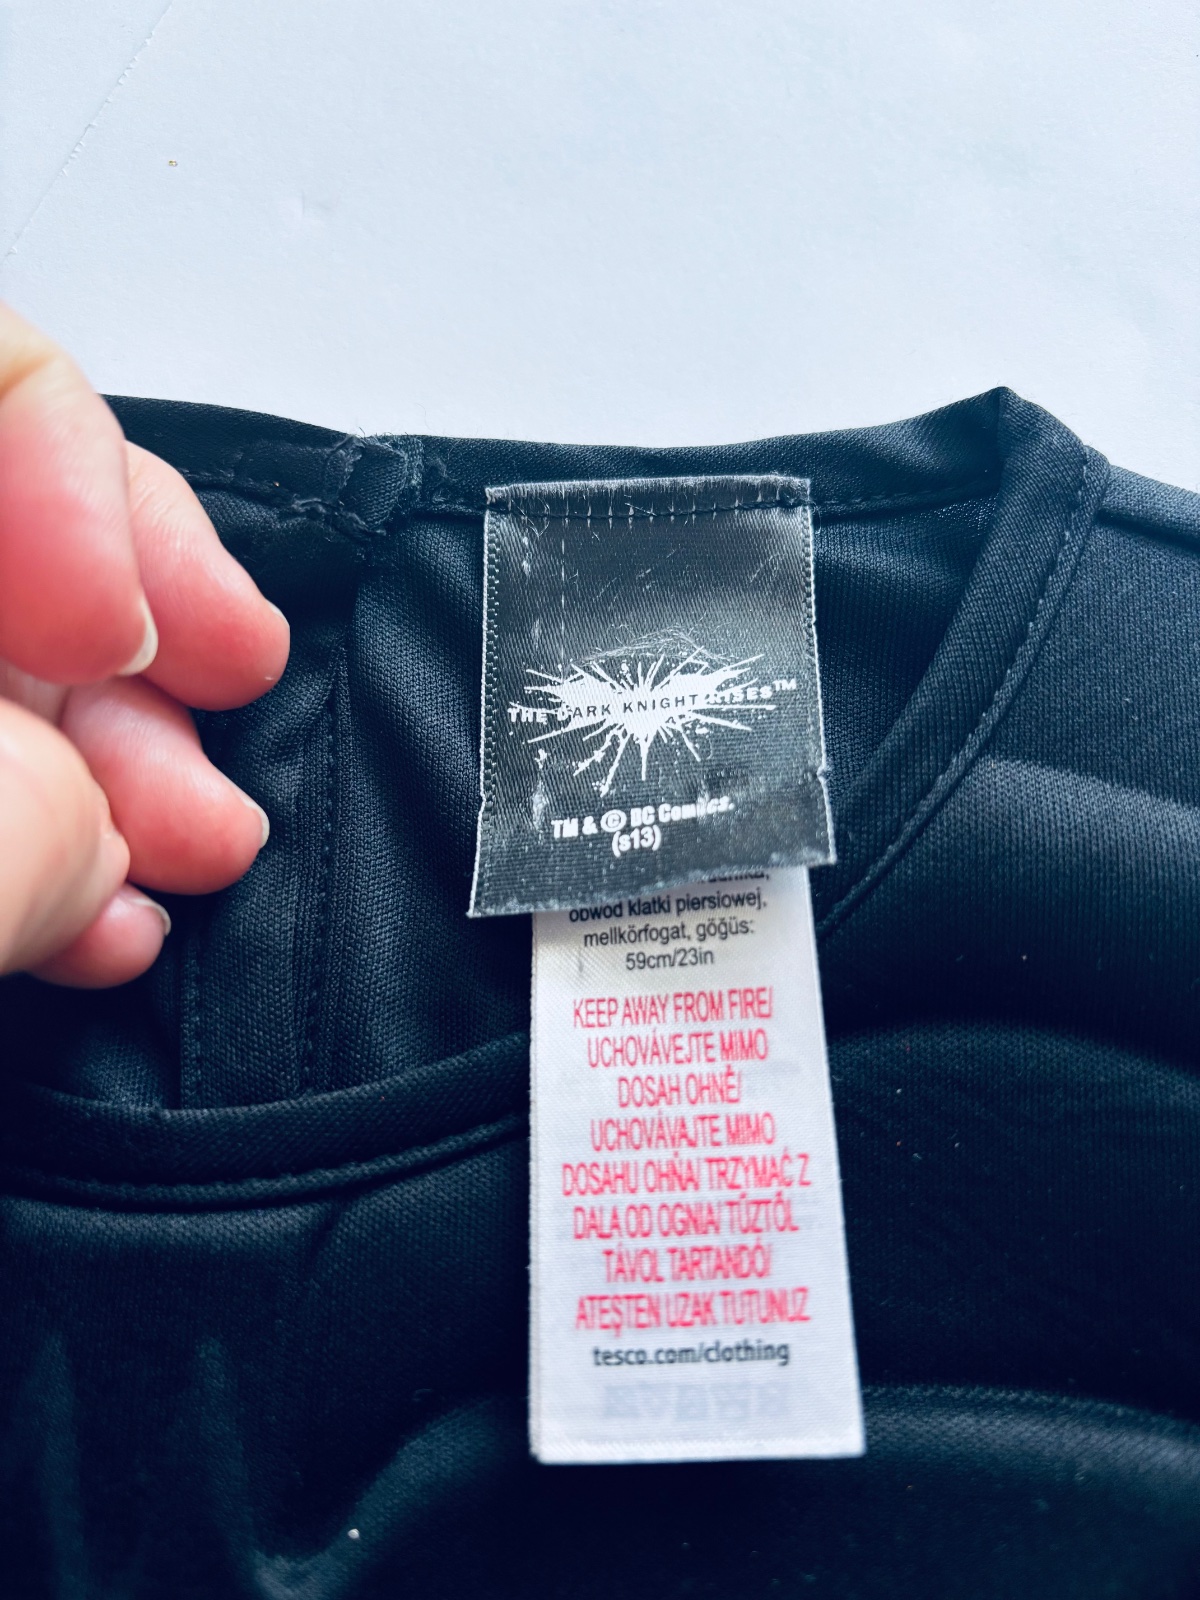 THE DARK KNIGHT RISES™
TM & © DC Comics.
(s13)
obwód klatki piersiowej,
mellkörfogat, göğüs:
59cm/23in
KEEP AWAY FROM FIRE/
UCHOVÁVEJTE MIMO
DOSAH OHNĚ/
UCHOVÁVAJTE MIMO
DOSAHU OHŇA/ TRZYMAĆ Z
DALA OD OGNIA/ TŰZTŐL
TÁVOL TARTANDÓ/
ATEŞTEN UZAK TUTUNUZ
tesco.com/clothing